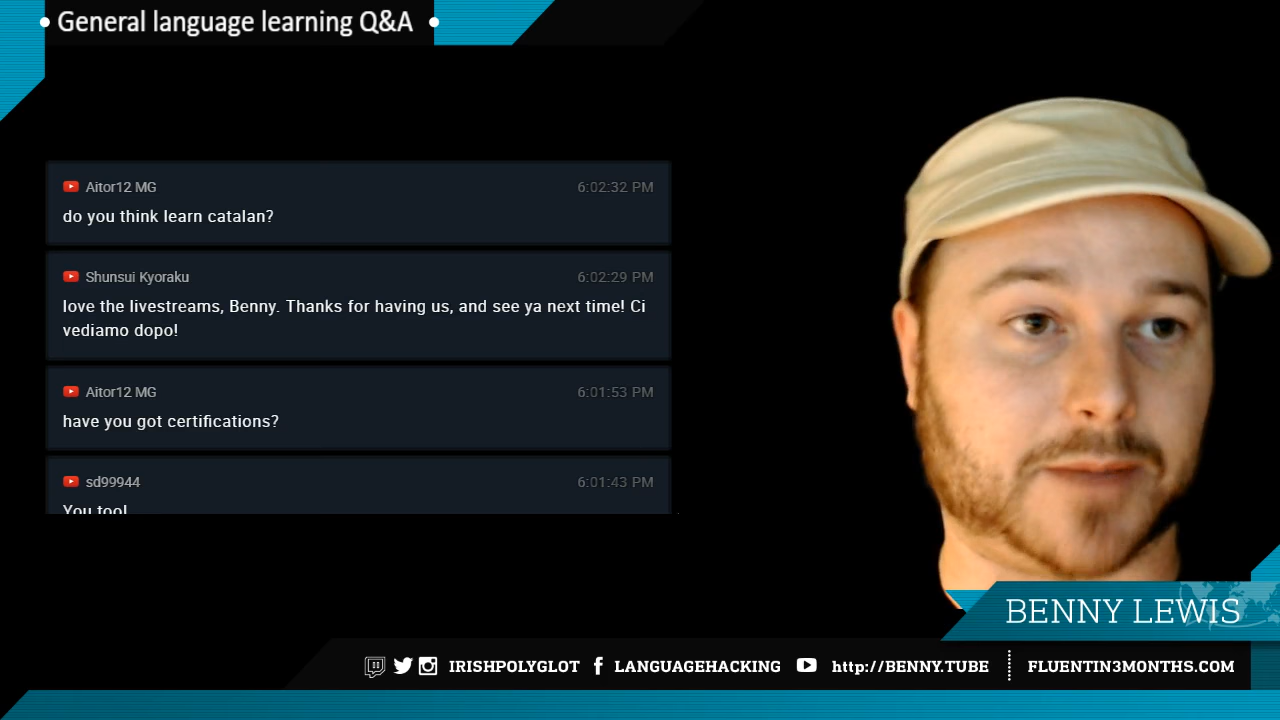 General language learning Q&A
Aitor12 MG 6:02:32 PM
do you think learn catalan?
Shunsui Kyoraku 6:02:29 PM
love the livestreams, Benny. Thanks for having us, and see ya next time! Ci
vediamo dopo!
Aitor12 MG 6:01:53 PM
have you got certifications?
sd99944 6:01:43 PM
You too!
BENNY LEWIS
IRISHPOLYGLOT LANGUAGEHACKING http://BENNY.TUBE FLUENTIN3MONTHS.COM